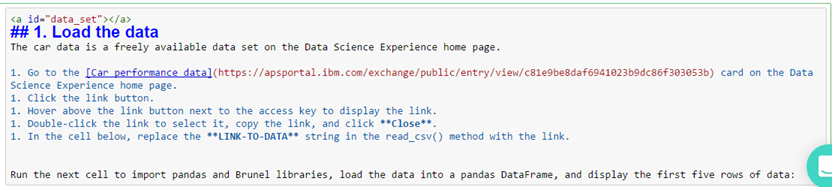 <a id="data_set"></a>
## 1. Load the data
The car data is a freely available data set on the Data Science Experience home page.
1. Go to the [Car performance data](https://apsportal.ibm.com/exchange/public/entry/view/c81e9be8daf6941023b9dc86f303053b) card on the Data
Science Experience home page.
1. Click the link button.
1. Hover above the link button next to the access key to display the link.
1. Double-click the link to select it, copy the link, and click **Close**.
1. In the cell below, replace the **LINK-TO-DATA** string in the read_csv() method with the link.
Run the next cell to import pandas and Brunel libraries, load the data into a pandas DataFrame, and display the first five rows of data: